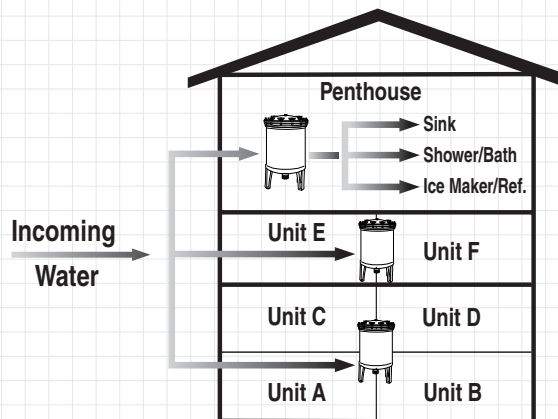 Penthouse
Sink
Shower/Bath
Ice Maker/Ref.
Incoming
Water
Unit E
Unit F
Unit C
Unit D
Unit A
Unit B